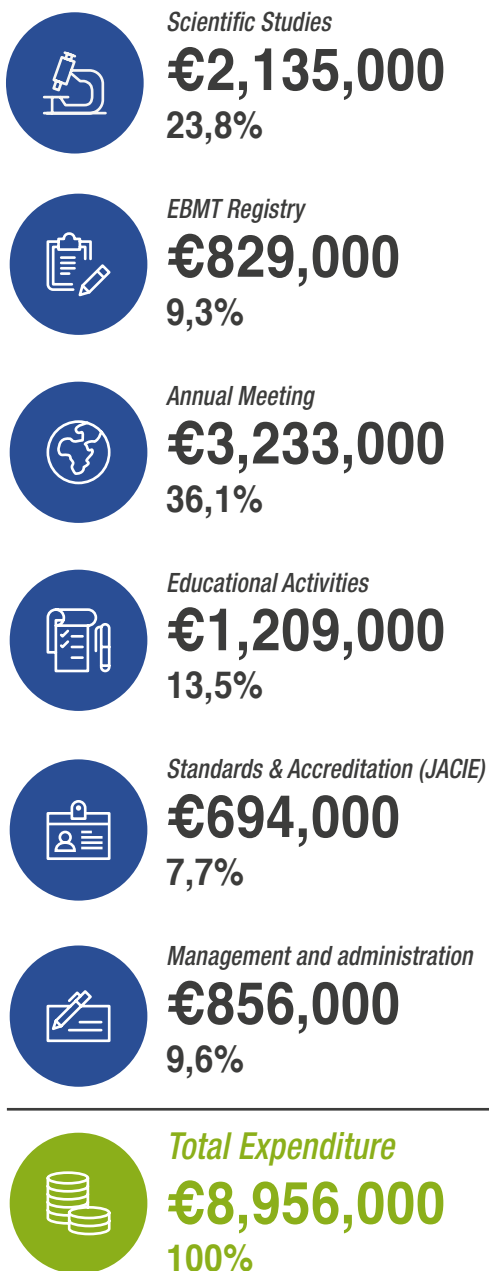 Scientific Studies
€2,135,000
23,8%
EBMT Registry
€829,000
9,3%
Annual Meeting
€3,233,000
36,1%
Educational Activities
€1,209,000
13,5%
Standards & Accreditation (JACIE)
€694,000
7,7%
Management and administration
€856,000
9,6%
Total Expenditure
€8,956,000
100%